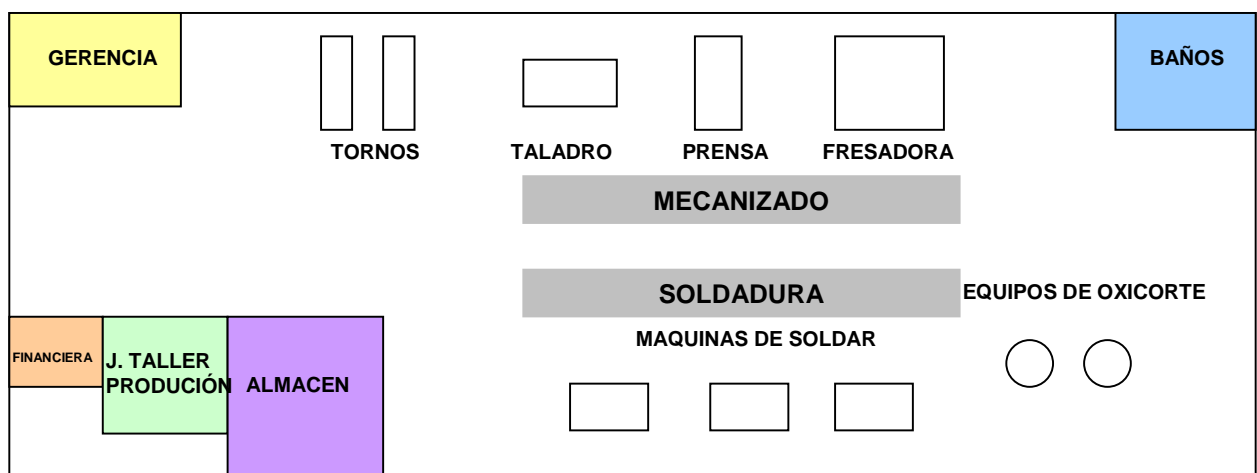 GERENCIA
BAÑOS
TORNOS
TALADRO
PRENSA
FRESADORA
MECANIZADO
SOLDADURA
EQUIPOS DE OXICORTE
MAQUINAS DE SOLDAR
FINANCIERA
J. TALLER
PRODUCIÓN
ALMACEN